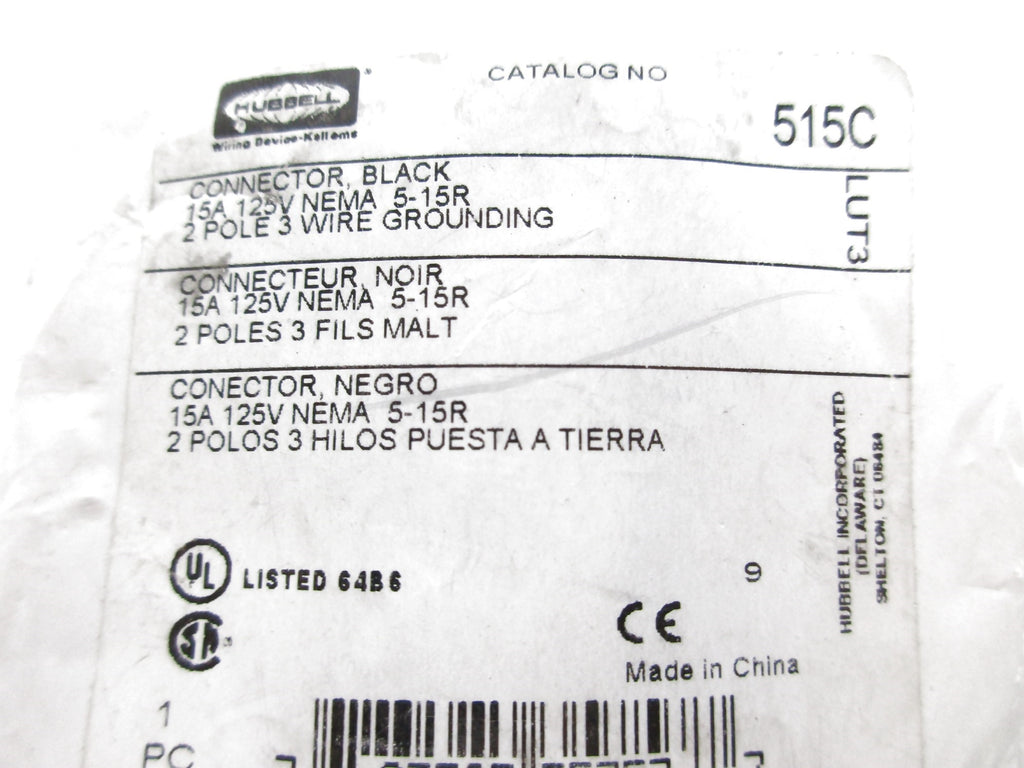 HUBBELL
Wiring Device-Kellems
CATALOG NO
515C
CONNECTOR, BLACK
15A 125V NEMA 5-15R
2 POLE 3 WIRE GROUNDING
LUT3
CONNECTEUR, NOIR
15A 125V NEMA 5-15R
2 POLES 3 FILS MALT
CONECTOR, NEGRO
15A 125V NEMA 5-15R
2 POLOS 3 HILOS PUESTA A TIERRA
HUBBELL INCORPORATED
(DELAWARE)
SHELTON, CT 06484
UL LISTED 64B6
9
CE
SA
Made in China
1
PC